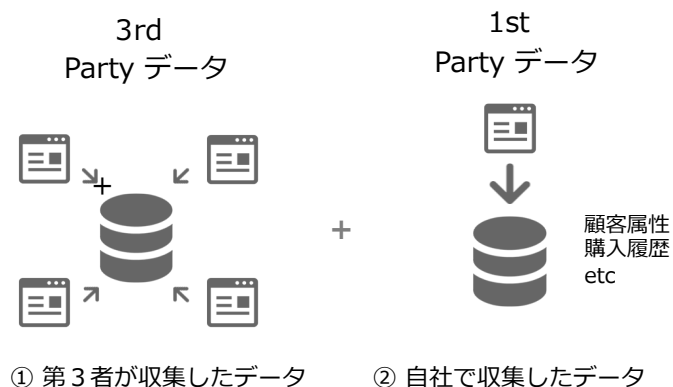 3rd
Party データ
1st
Party データ
+
+
顧客属性
購入履歴
etc
① 第３者が収集したデータ
② 自社で収集したデータ